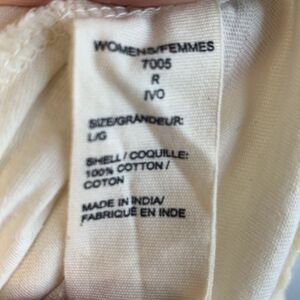 WOMENS/FEMMES
7005
R
IVO
SIZE/GRANDEUR:
L/G
SHELL / COQUILLE:
100% COTTON /
COTON
MADE IN INDIA/
FABRIQUÉ EN INDE